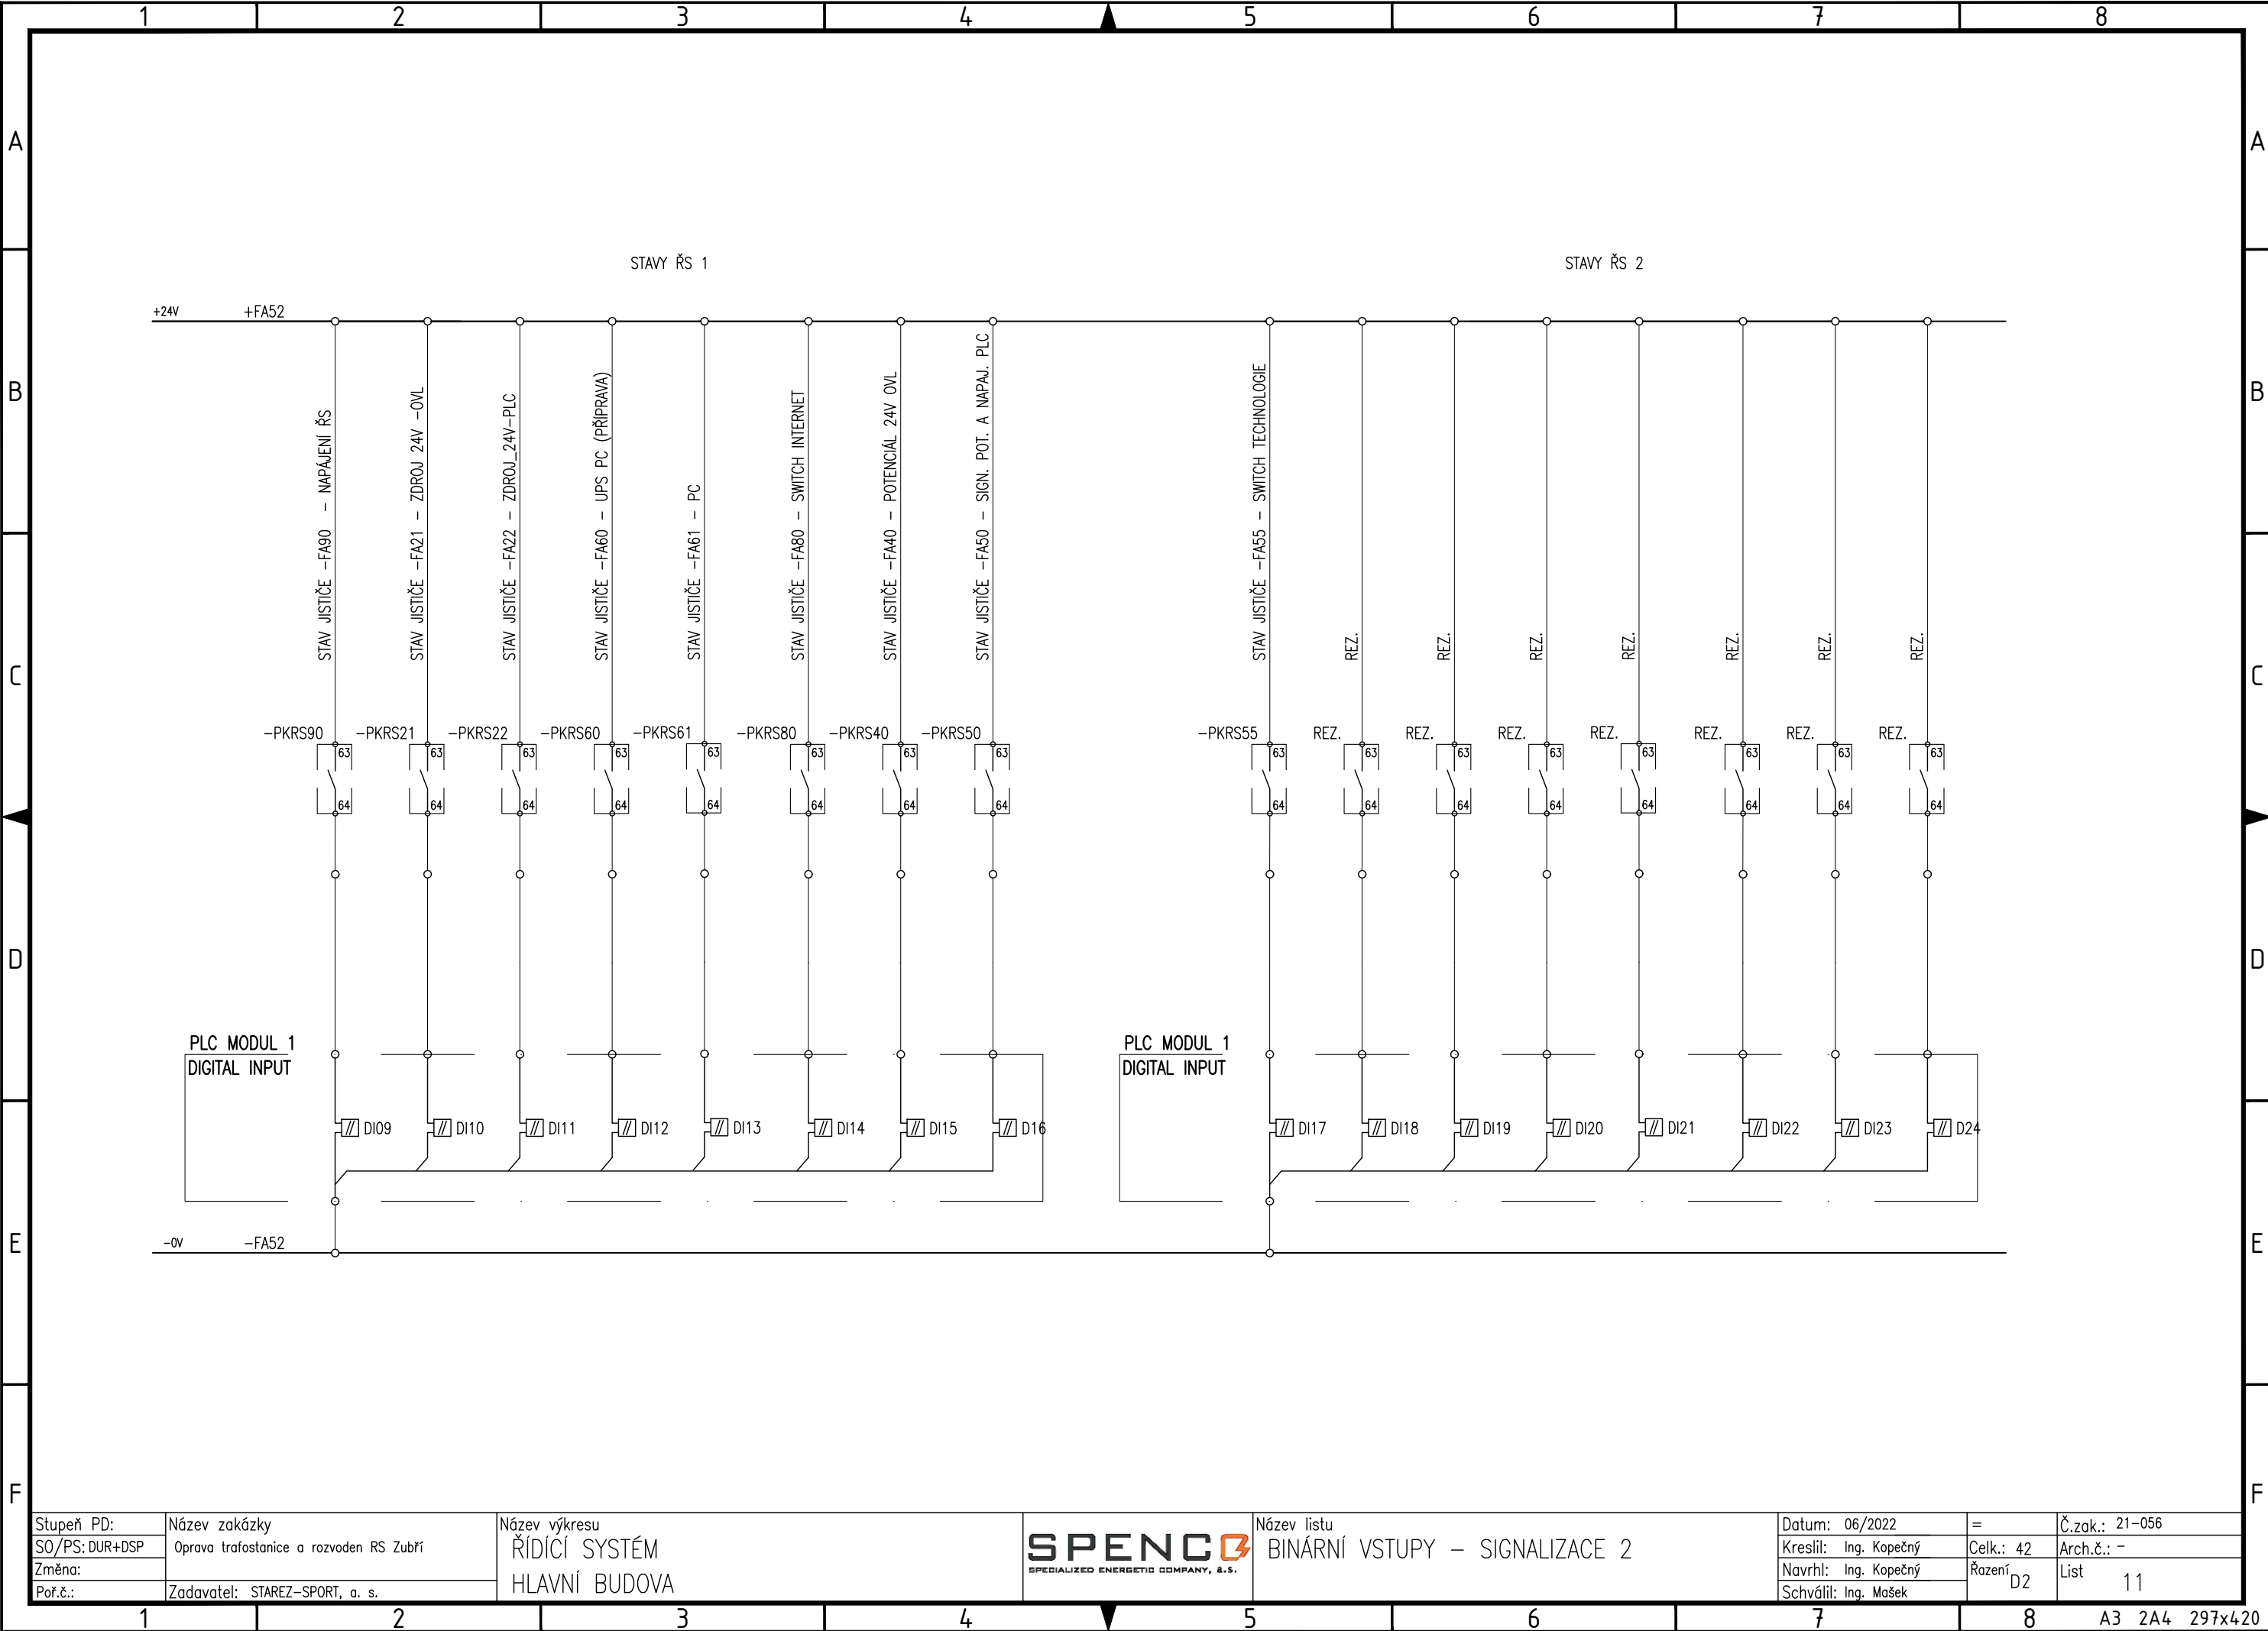 1 2 3 4 5 6 7 8
A A
B B
C C
D D
E E
F F
STAVY ŘS 1
STAVY ŘS 2
+24V +FA52
STAV JISTIČE -FA90 - NAPÁJENÍ ŘS
STAV JISTIČE -FA21 - ZDROJ 24V -OVL
STAV JISTIČE -FA22 - ZDROJ_24V-PLC
STAV JISTIČE -FA60 - UPS PC (PŘÍPRAVA)
STAV JISTIČE -FA61 - PC
STAV JISTIČE -FA80 - SWITCH INTERNET
STAV JISTIČE -FA40 - POTENCIÁL 24V OVL
STAV JISTIČE -FA50 - SIGN. POT. A NAPAJ. PLC
STAV JISTIČE -FA55 - SWITCH TECHNOLOGIE
REZ.
REZ.
REZ.
REZ.
REZ.
REZ.
REZ.
-PKRS90 -PKRS21 -PKRS22 -PKRS60 -PKRS61 -PKRS80 -PKRS40 -PKRS50 -PKRS55 REZ. REZ. REZ. REZ. REZ. REZ. REZ.
63 63 63 63 63 63 63 63 63 63 63 63 63 63 63 63
64 64 64 64 64 64 64 64 64 64 64 64 64 64 64 64
PLC MODUL 1
DIGITAL INPUT
PLC MODUL 1
DIGITAL INPUT
DI09 DI10 DI11 DI12 DI13 DI14 DI15 D16 DI17 DI18 DI19 DI20 DI21 DI22 DI23 D24
-0V -FA52
Stupeň PD:
SO/PS: DUR+DSP
Změna:
Poř.č.:
Název zakázky
Oprava trafostanice a rozvoden RS Zubří
Zadavatel: STAREZ-SPORT, a. s.
Název výkresu
ŘÍDÍCÍ SYSTÉM
HLAVNÍ BUDOVA
SPENCO
SPECIALIZED ENERGETIC COMPANY, a.s.
Název listu
BINÁRNÍ VSTUPY - SIGNALIZACE 2
Datum: 06/2022
Kreslil: Ing. Kopečný
Navrhl: Ing. Kopečný
Schválil: Ing. Mašek
=
Celk.: 42
Řazení D2
Č.zak.: 21-056
Arch.č.: -
List 11
1 2 3 4 5 6 7 8 A3 2A4 297x420